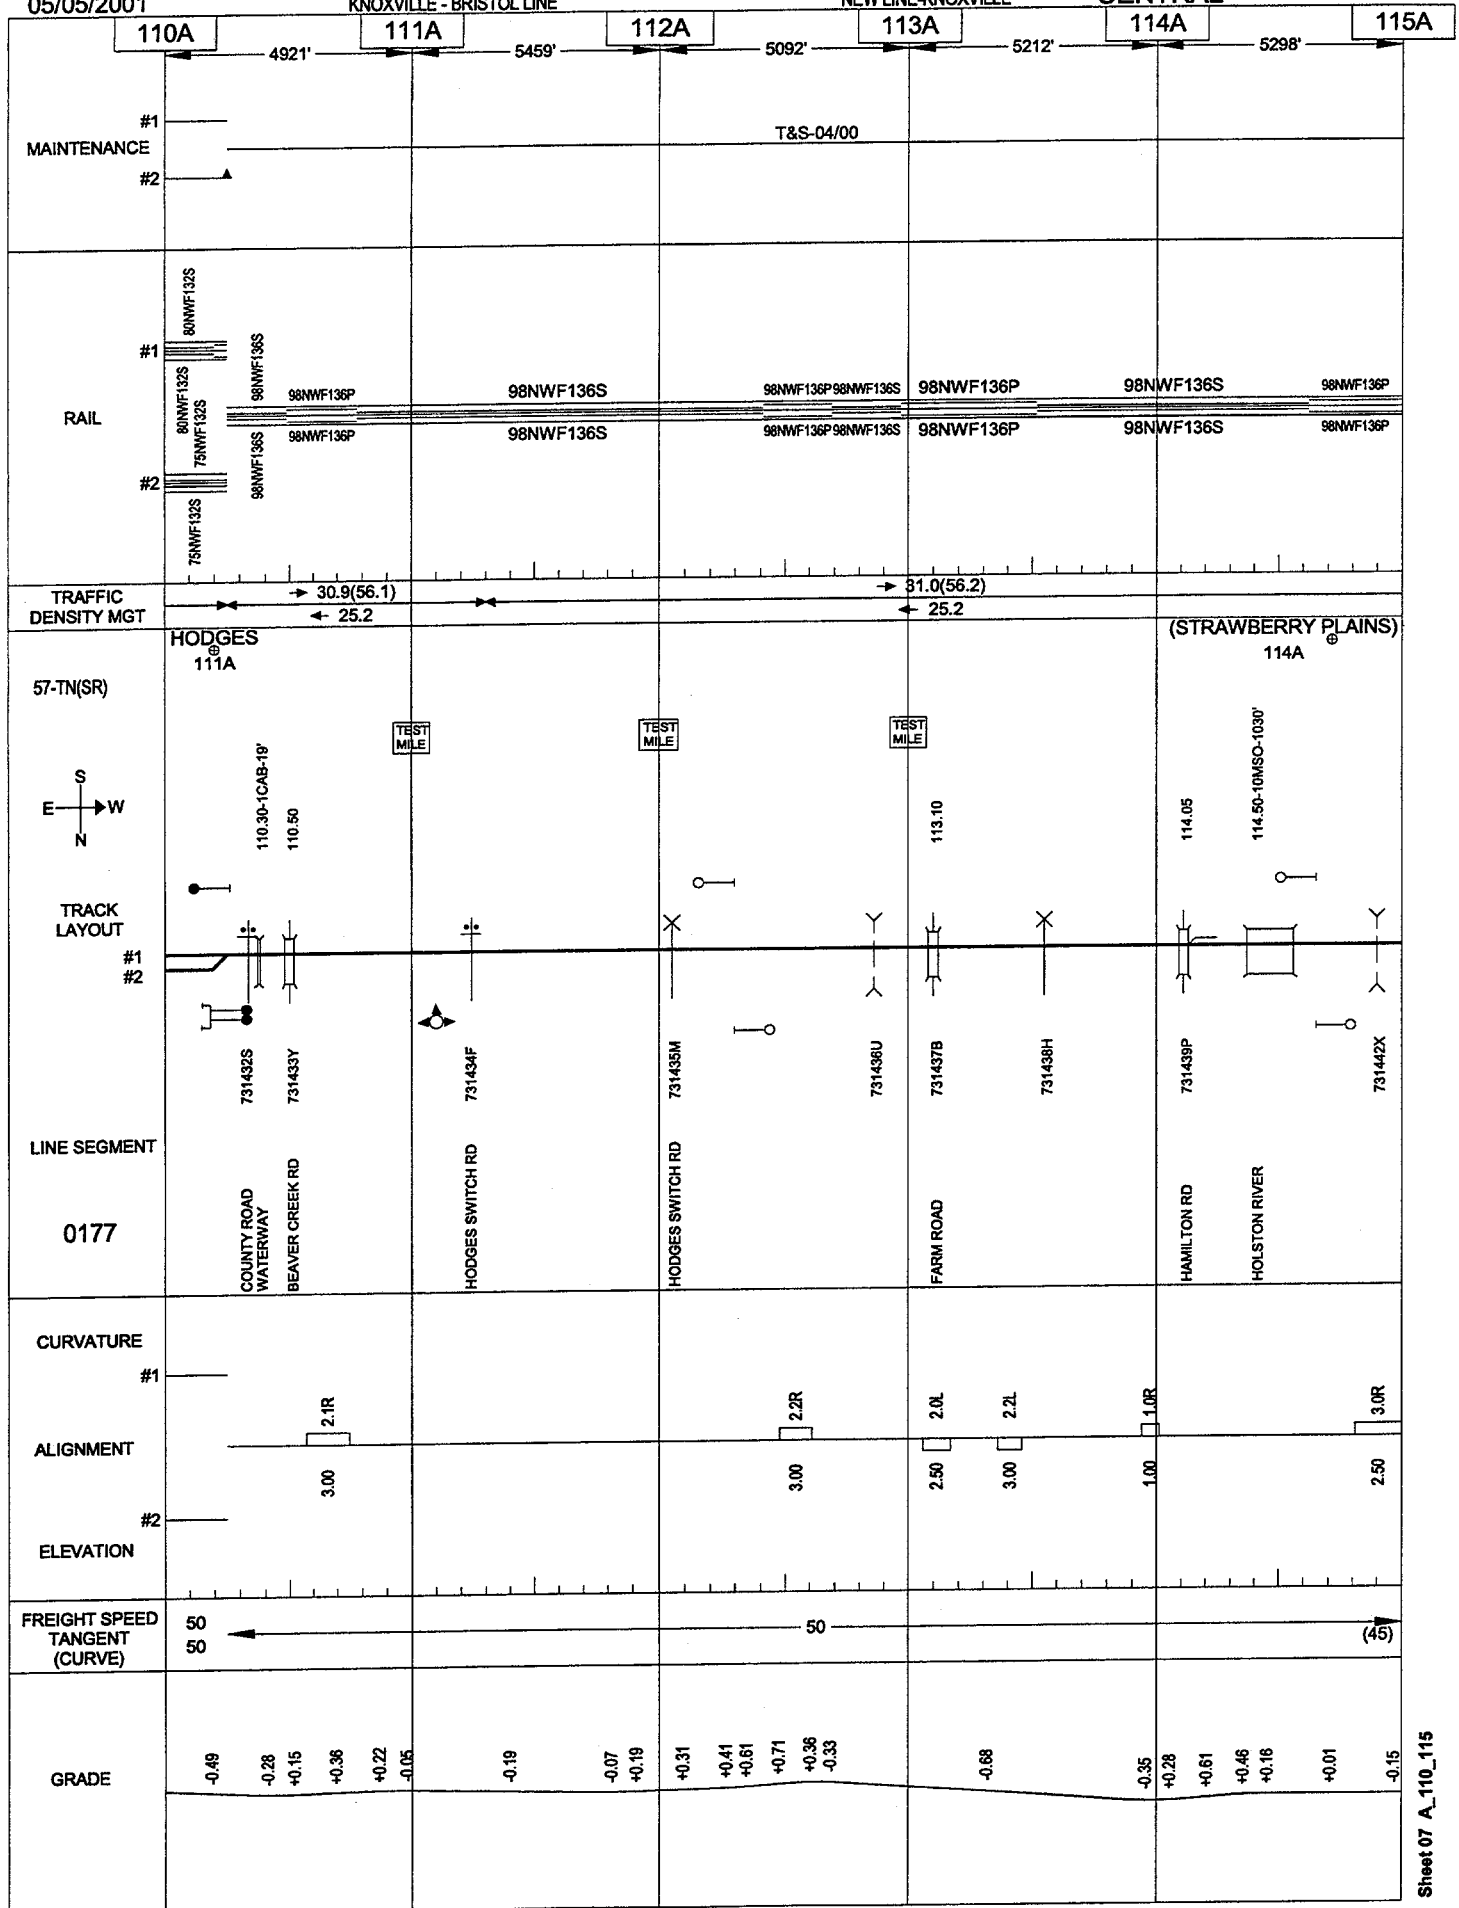 05/05/2001 KNOXVILLE - BRISTOL LINE NEW LINE-KNOXVILLE CENTRAL
110A 111A 112A 113A 114A 115A
4921' 5459' 5092' 5212' 5298'
#1
MAINTENANCE
T&S-04/00
#2
80NWF132S
#1
98NWF136S
80NWF132S
75NWF132S
RAIL
98NWF136P 98NWF136S 98NWF136P 98NWF136S 98NWF136P 98NWF136S 98NWF136P
98NWF136P 98NWF136S 98NWF136P 98NWF136S 98NWF136P 98NWF136S 98NWF136P
98NWF136S
#2
75NWF132S
TRAFFIC
DENSITY MGT
30.9(56.1) 31.0(56.2)
25.2 25.2
HODGES (STRAWBERRY PLAINS)
111A 114A
57-TN(SR)
TEST
MILE
TEST
MILE
TEST
MILE
S
E W
N
110.30-1CAB-19'
110.50
113.10
114.05
114.50-10MSO-1030'
TRACK
LAYOUT
#1
#2
731432S
731433Y
731434F
731435M
731436U
731437B
731438H
731439P
731442X
LINE SEGMENT
0177
COUNTY ROAD
WATERWAY
BEAVER CREEK RD
HODGES SWITCH RD
HODGES SWITCH RD
FARM ROAD
HAMILTON RD
HOLSTON RIVER
CURVATURE
#1
2.1R 2.2R 2.0L 2.2L 1.0R 3.0R
ALIGNMENT
3.00 3.00 2.50 3.00 1.00 2.50
#2
ELEVATION
FREIGHT SPEED
TANGENT
(CURVE)
50
50
50
(45)
GRADE
-0.49 -0.28 +0.15 +0.36 +0.22 -0.05 -0.19 -0.07 +0.19 +0.31 +0.41 +0.61 +0.71 +0.36 -0.33 -0.68 -0.35 +0.28 +0.61 +0.46 +0.16 +0.01 -0.15
Sheet 07 A_110_115